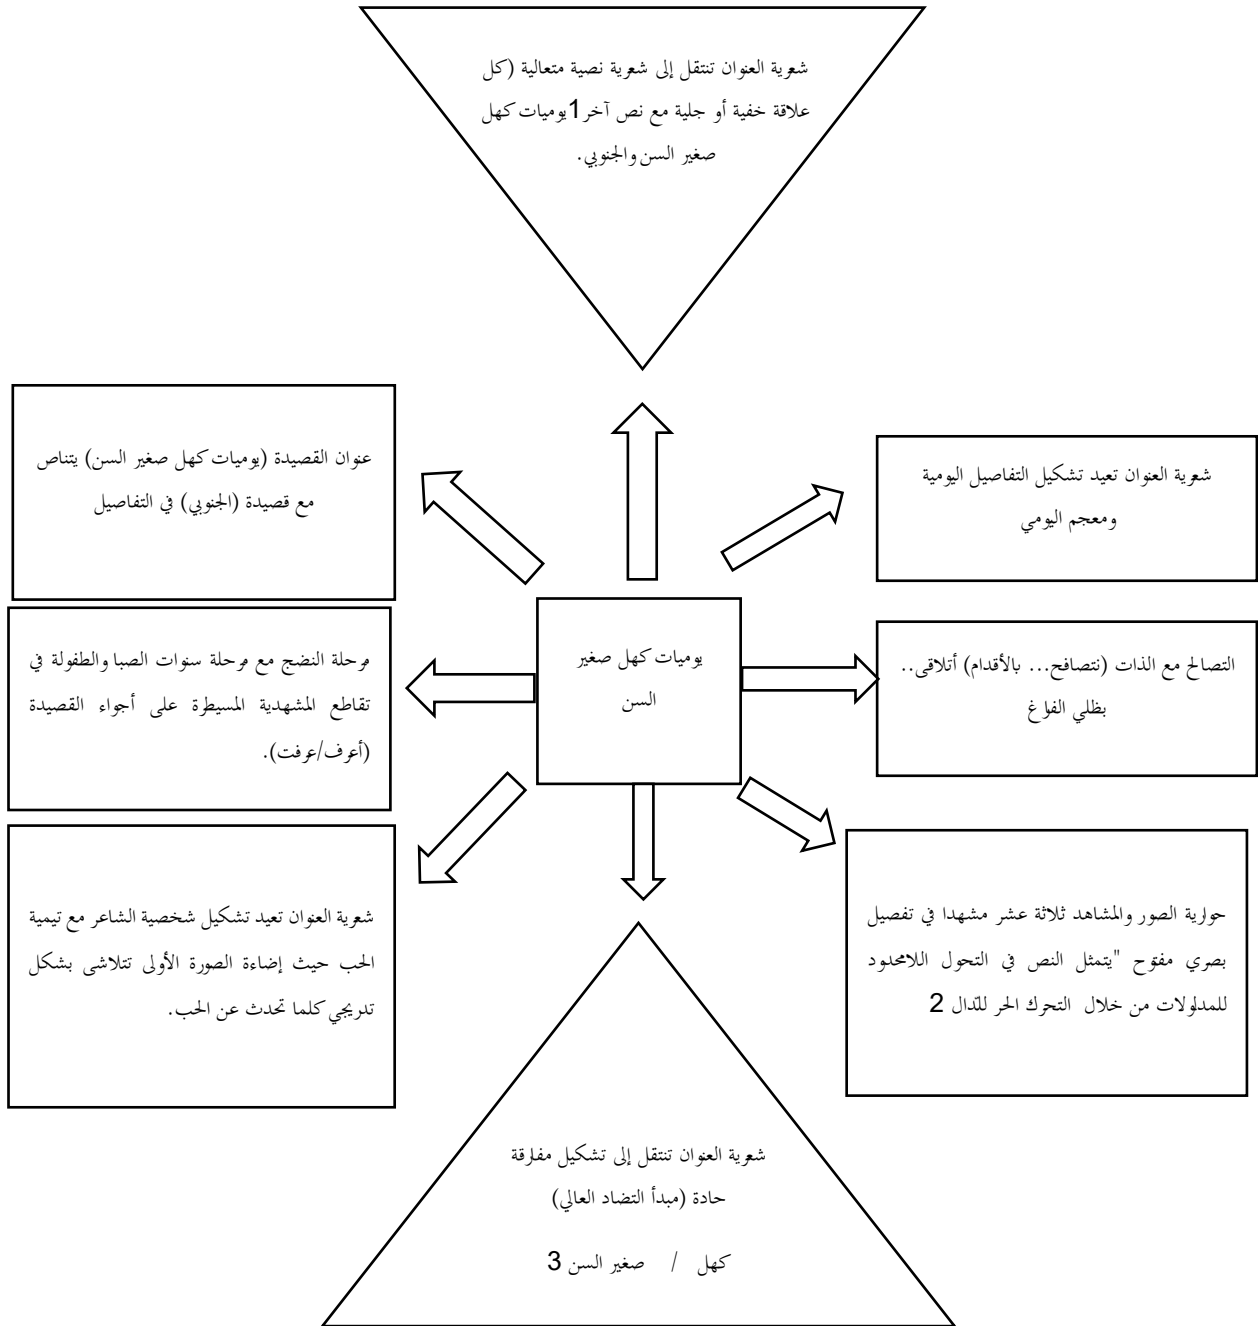 شعرية العنوان تنتقل إلى شعرية نصية متعالية (كل
علاقة خفية أو جلية مع نص آخر1يوميات كهل
صغير السن والجنوبي.
عنوان القصيدة (يوميات كهل صغير السن) يتناص
مع قصيدة (الجنوبي) في التفاصيل
شعرية العنوان تعيد تشكيل التفاصيل اليومية
ومعجم اليومي
مرحلة النضج مع مرحلة سنوات الصبا والطفولة في
تقاطع المشهدية المسيطرة على أجواء القصيدة
(أعرف/عرفت).
يوميات كهل صغير
السن
التصالح مع الذات (نتصافح... بالأقدام) أتلاقى..
بظلي الفراغ
شعرية العنوان تعيد تشكيل شخصية الشاعر مع تيمية
الحب حيث إضاءة الصورة الأولى تتلاشى بشكل
تدريجي كلما تحدث عن الحب.
حوارية الصور والمشاهد ثلاثة عشر مشهدا في تفصيل
بصري مفتوح "يتمثل النص في التحول اللامحدود
للمدلولات من خلال التحرك الحر للدّال 2
شعرية العنوان تنتقل إلى تشكيل مفارقة
حادة (مبدأ التضاد العالي)
كهل / صغير السن 3